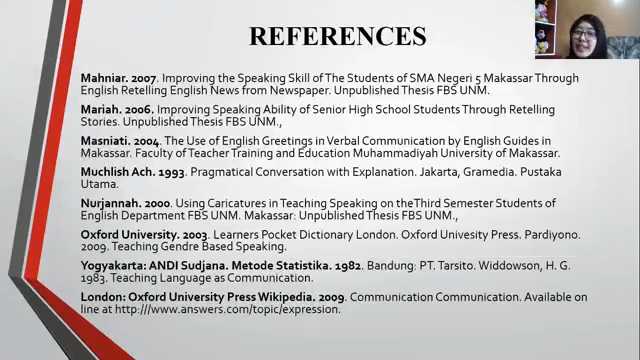 REFERENCES
Mahniar. 2007. Improving the Speaking Skill of The Students of SMA Negeri 5 Makassar Through
English Retelling English News from Newspaper. Unpublished Thesis FBS UNM.
Mariah. 2006. Improving Speaking Ability of Senior High School Students Through Retelling
Stories. Unpublished Thesis FBS UNM.,
Masniati. 2004. The Use of English Greetings in Verbal Communication by English Guides in
Makassar. Faculty of Teacher Training and Education Muhammadiyah University of Makassar.
Muchlish Ach. 1993. Pragmatical Conversation with Explanation. Jakarta, Gramedia. Pustaka
Utama.
Nurjannah. 2000. Using Caricatures in Teaching Speaking on theThird Semester Students of
English Department FBS UNM. Makassar: Unpublished Thesis FBS UNM.,
Oxford University. 2003. Learners Pocket Dictionary London. Oxford Univesity Press. Pardiyono.
2009. Teaching Gendre Based Speaking.
Yogyakarta: ANDI Sudjana. Metode Statistika. 1982. Bandung: PT. Tarsito. Widdowson, H. G.
1983. Teaching Language as Communication.
London: Oxford University Press Wikipedia. 2009. Communication Communication. Available on
line at http:///www.answers.com/topic/expression.